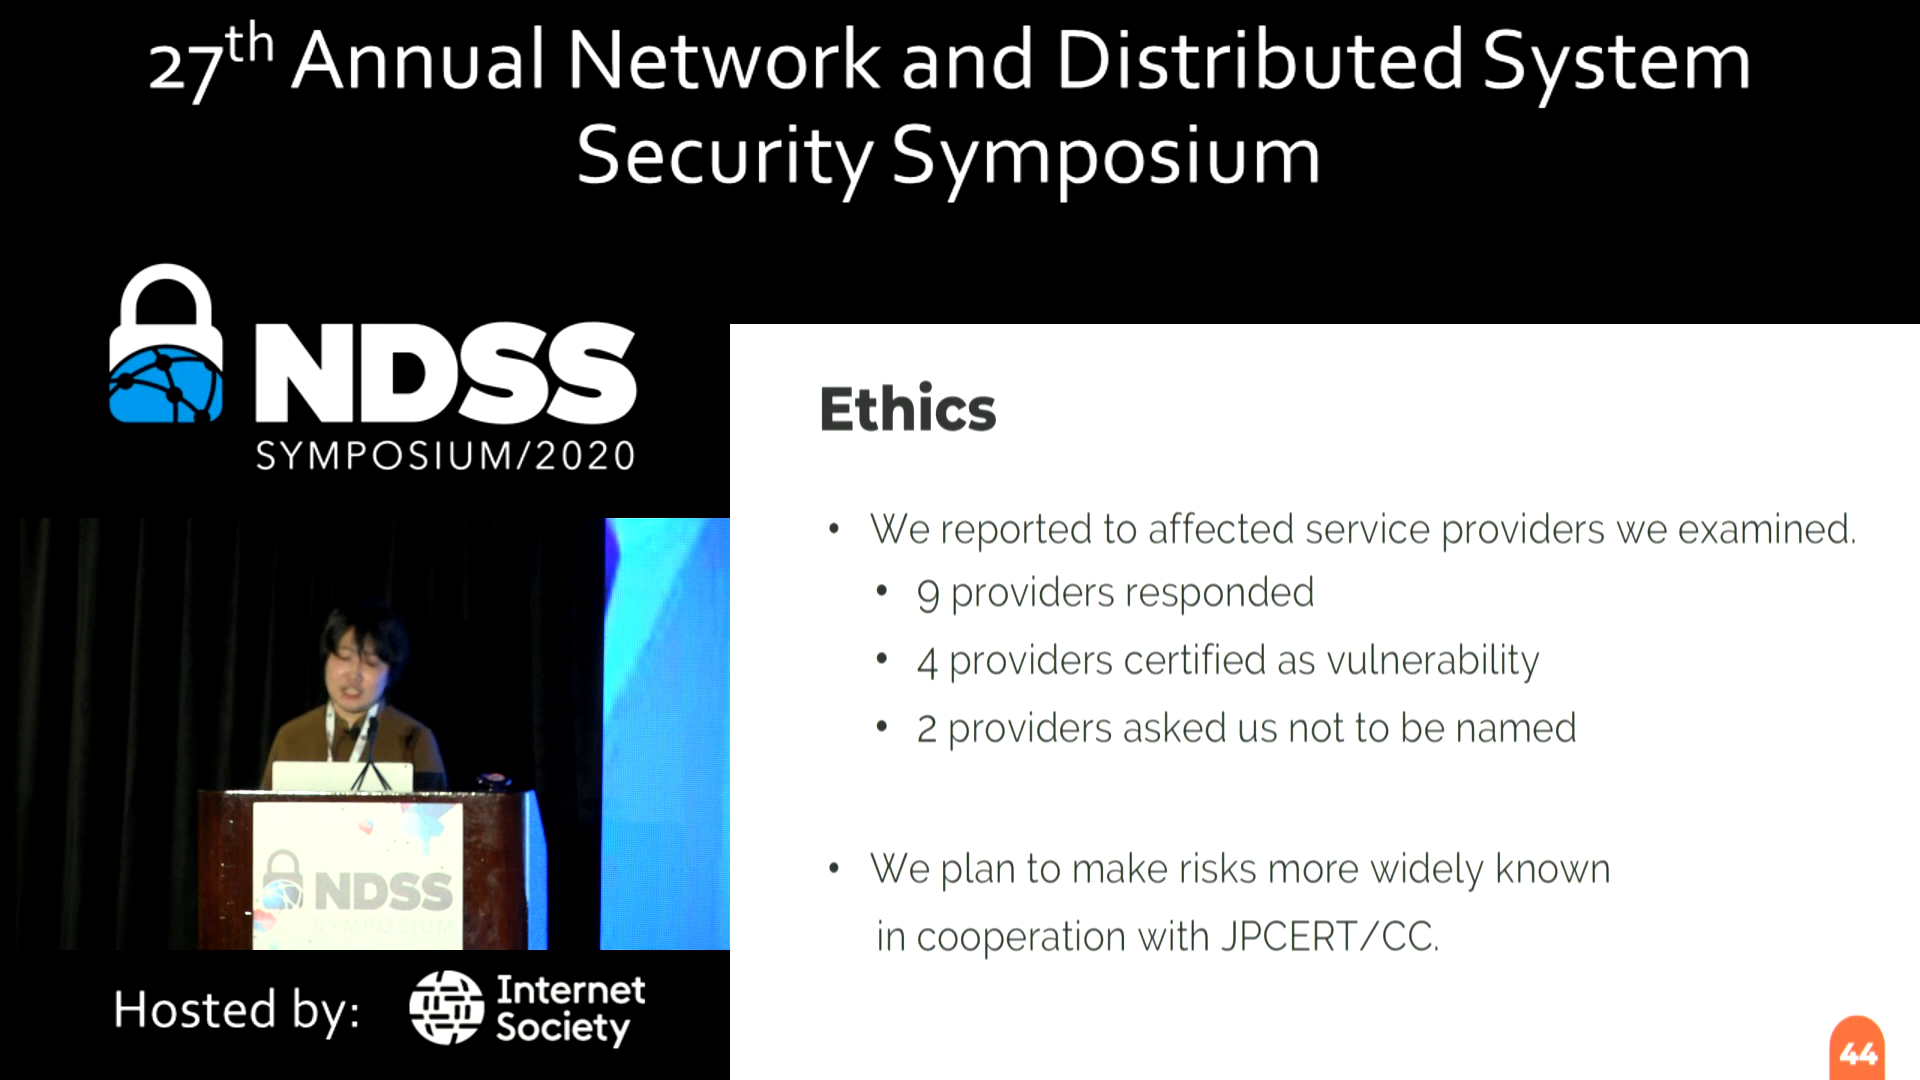 27th Annual Network and Distributed System
Security Symposium
NDSS
SYMPOSIUM/2020
Ethics
• We reported to affected service providers we examined.
• 9 providers responded
• 4 providers certified as vulnerability
• 2 providers asked us not to be named
• We plan to make risks more widely known
in cooperation with JPCERT/CC.
44
NDSS
SYMPOSIUM
Hosted by:
Internet
Society